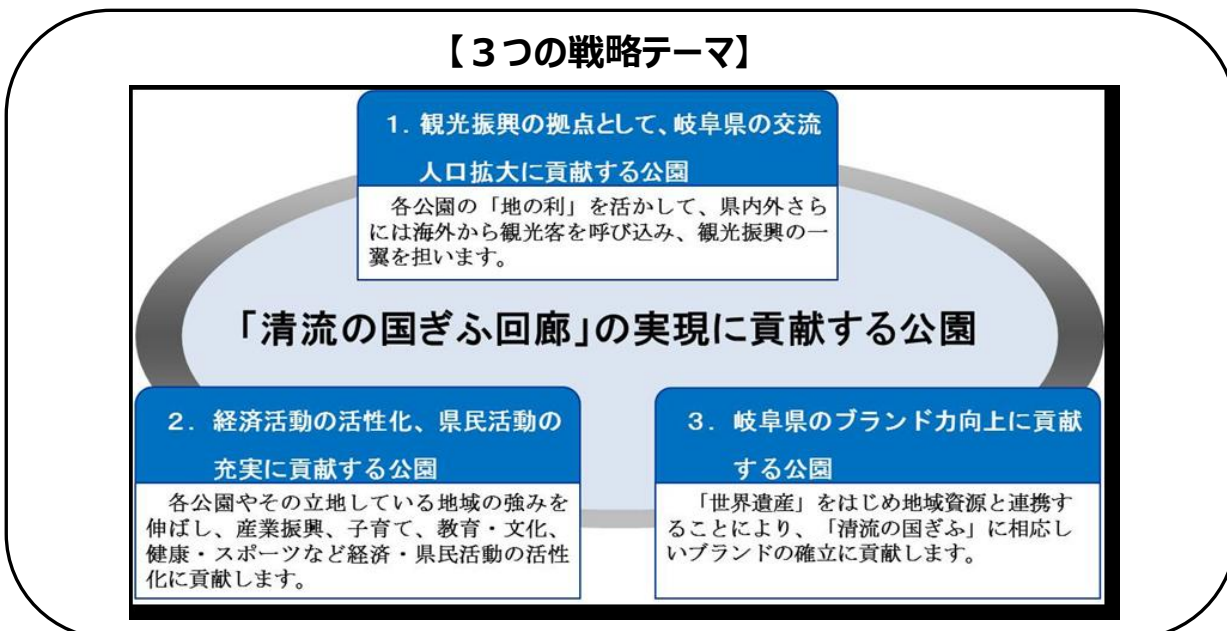 【３つの戦略テーマ】
1．観光振興の拠点として、岐阜県の交流
人口拡大に貢献する公園
各公園の「地の利」を活かして、県内外さら
には海外から観光客を呼び込み、観光振興の一
翼を担います。
「清流の国ぎふ回廊」の実現に貢献する公園
２．経済活動の活性化、県民活動の
充実に貢献する公園
各公園やその立地している地域の強みを
伸ばし、産業振興、子育て、教育・文化、
健康・スポーツなど経済・県民活動の活性
化に貢献します。
３．岐阜県のブランド力向上に貢献
する公園
「世界遺産」をはじめ地域資源と連携す
ることにより、「清流の国ぎふ」に相応し
いブランドの確立に貢献します。